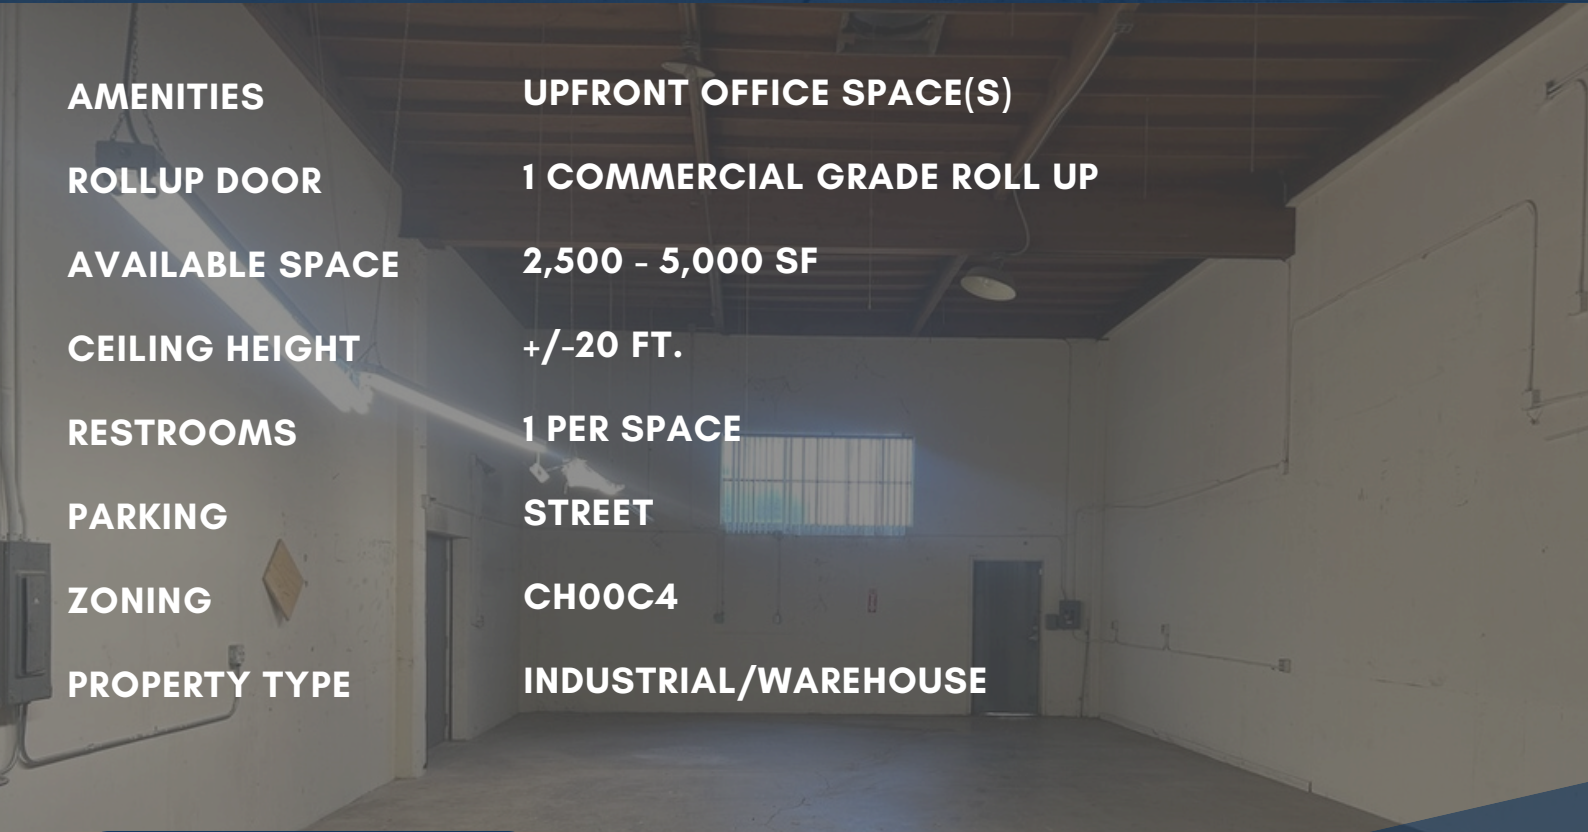 AMENITIES UPFRONT OFFICE SPACE(S)
ROLLUP DOOR 1 COMMERCIAL GRADE ROLL UP
AVAILABLE SPACE 2,500 - 5,000 SF
CEILING HEIGHT +/-20 FT.
RESTROOMS 1 PER SPACE
PARKING STREET
ZONING CH00C4
PROPERTY TYPE INDUSTRIAL/WAREHOUSE